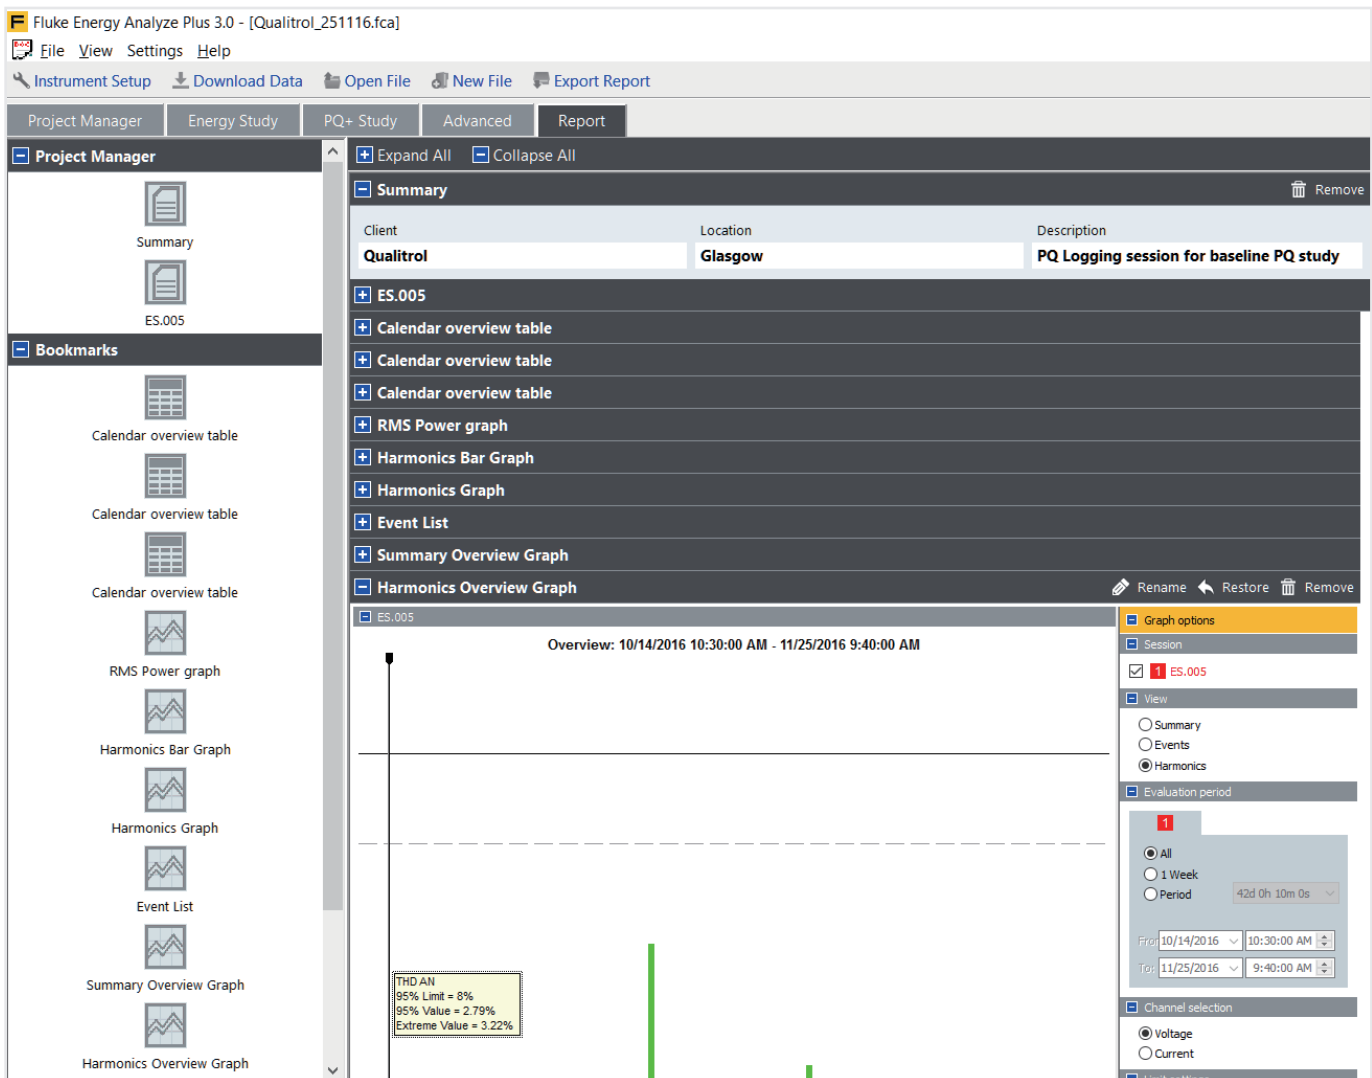 Fluke Energy Analyze Plus 3.0 - [Qualitrol_251116.fca]
File View Settings Help
Instrument Setup Download Data Open File New File Export Report
Project Manager Energy Study PQ+ Study Advanced Report
Project Manager
Summary
ES.005
Bookmarks
Calendar overview table
Calendar overview table
Calendar overview table
RMS Power graph
Harmonics Bar Graph
Harmonics Graph
Event List
Summary Overview Graph
Harmonics Overview Graph
Expand All Collapse All
Summary Remove
Client Location Description
Qualitrol Glasgow PQ Logging session for baseline PQ study
ES.005
Calendar overview table
Calendar overview table
Calendar overview table
RMS Power graph
Harmonics Bar Graph
Harmonics Graph
Event List
Summary Overview Graph
Harmonics Overview Graph Rename Restore Remove
ES.005
Overview: 10/14/2016 10:30:00 AM - 11/25/2016 9:40:00 AM
THD AN
95% Limit = 8%
95% Value = 2.79%
Extreme Value = 3.22%
Graph options
Session
1 ES.005
View
Summary
Events
Harmonics
Evaluation period
1
All
1 Week
Period 42d 0h 10m 0s
10/14/2016 10:30:00 AM
To: 11/25/2016 9:40:00 AM
Channel selection
Voltage
Current